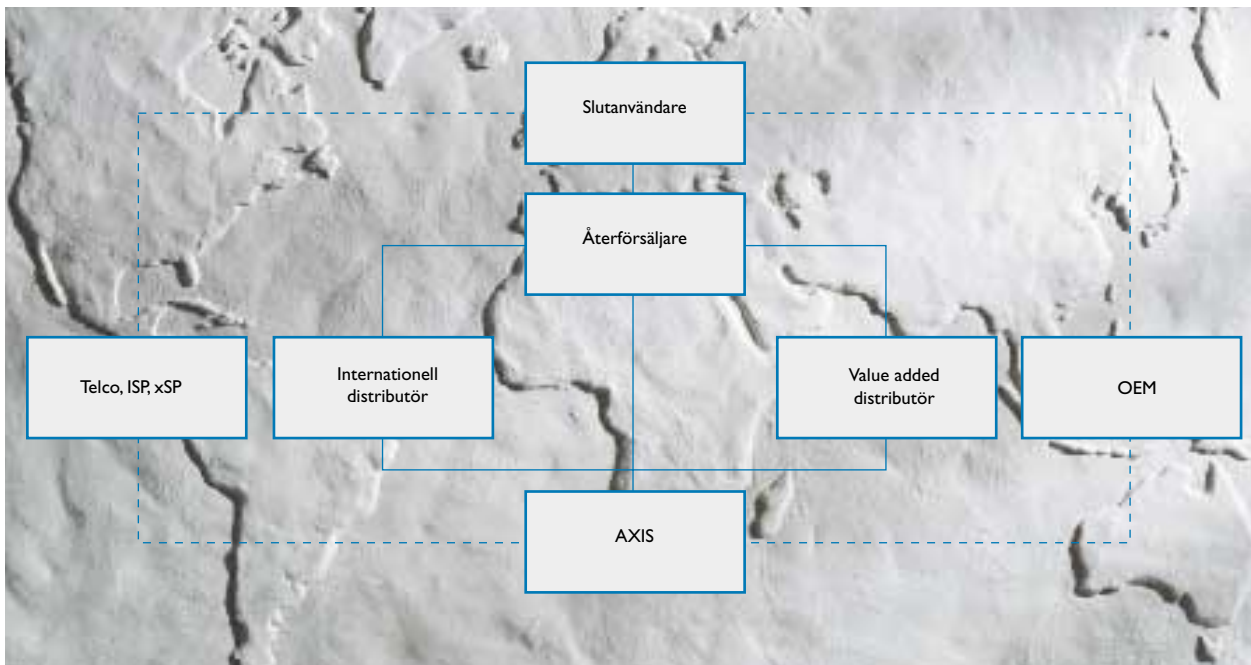 Slutanvändare
Återförsäljare
Telco, ISP, xSP
Internationell
distributör
Value added
distributör
OEM
AXIS